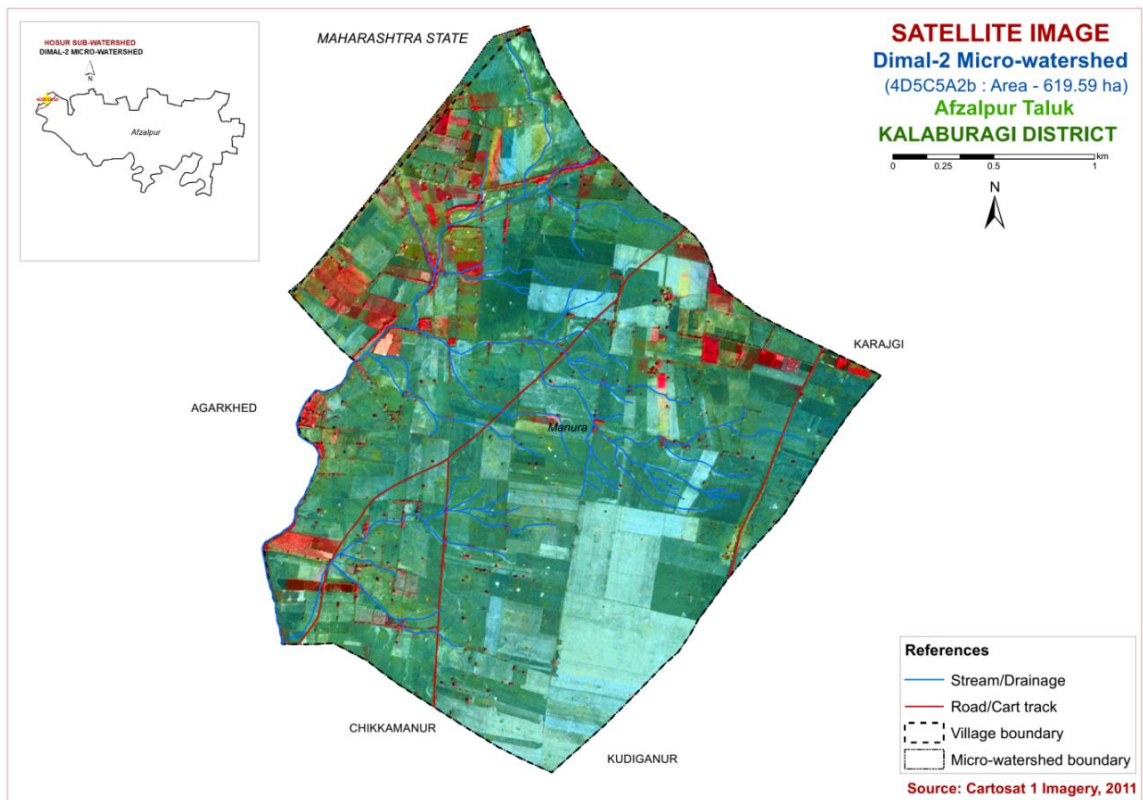 HOSUR SUB-WATERSHED
DIMAL-2 MICRO-WATERSHED
N
Afzalpur
MAHARASHTRA STATE
SATELLITE IMAGE
Dimal-2 Micro-watershed
(4D5C5A2b : Area - 619.59 ha)
Afzalpur Taluk
KALABURAGI DISTRICT
km
0 0.25 0.5 1
N
KARAJGI
AGARKHED
Manura
CHIKKAMANUR
KUDIGANUR
References
Stream/Drainage
Road/Cart track
Village boundary
Micro-watershed boundary
Source: Cartosat 1 Imagery, 2011